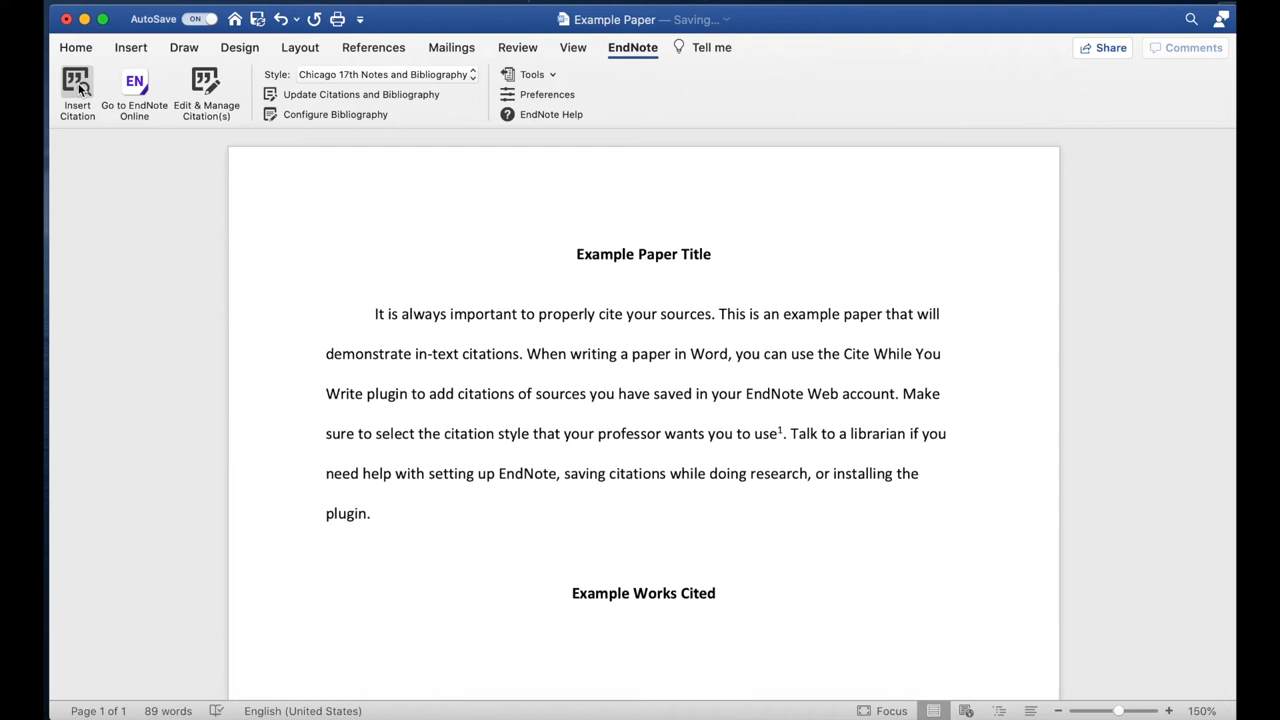 AutoSave ON Example Paper — Saving...
Home Insert Draw Design Layout References Mailings Review View EndNote Tell me Share Comments
Insert Citation
Go to EndNote Online
Edit & Manage Citation(s)
Style: Chicago 17th Notes and Bibliography
Update Citations and Bibliography
Configure Bibliography
Tools
Preferences
EndNote Help
Example Paper Title
It is always important to properly cite your sources. This is an example paper that will
demonstrate in-text citations. When writing a paper in Word, you can use the Cite While You
Write plugin to add citations of sources you have saved in your EndNote Web account. Make
sure to select the citation style that your professor wants you to use¹. Talk to a librarian if you
need help with setting up EndNote, saving citations while doing research, or installing the
plugin.
Example Works Cited
Page 1 of 1 89 words English (United States) Focus 150%